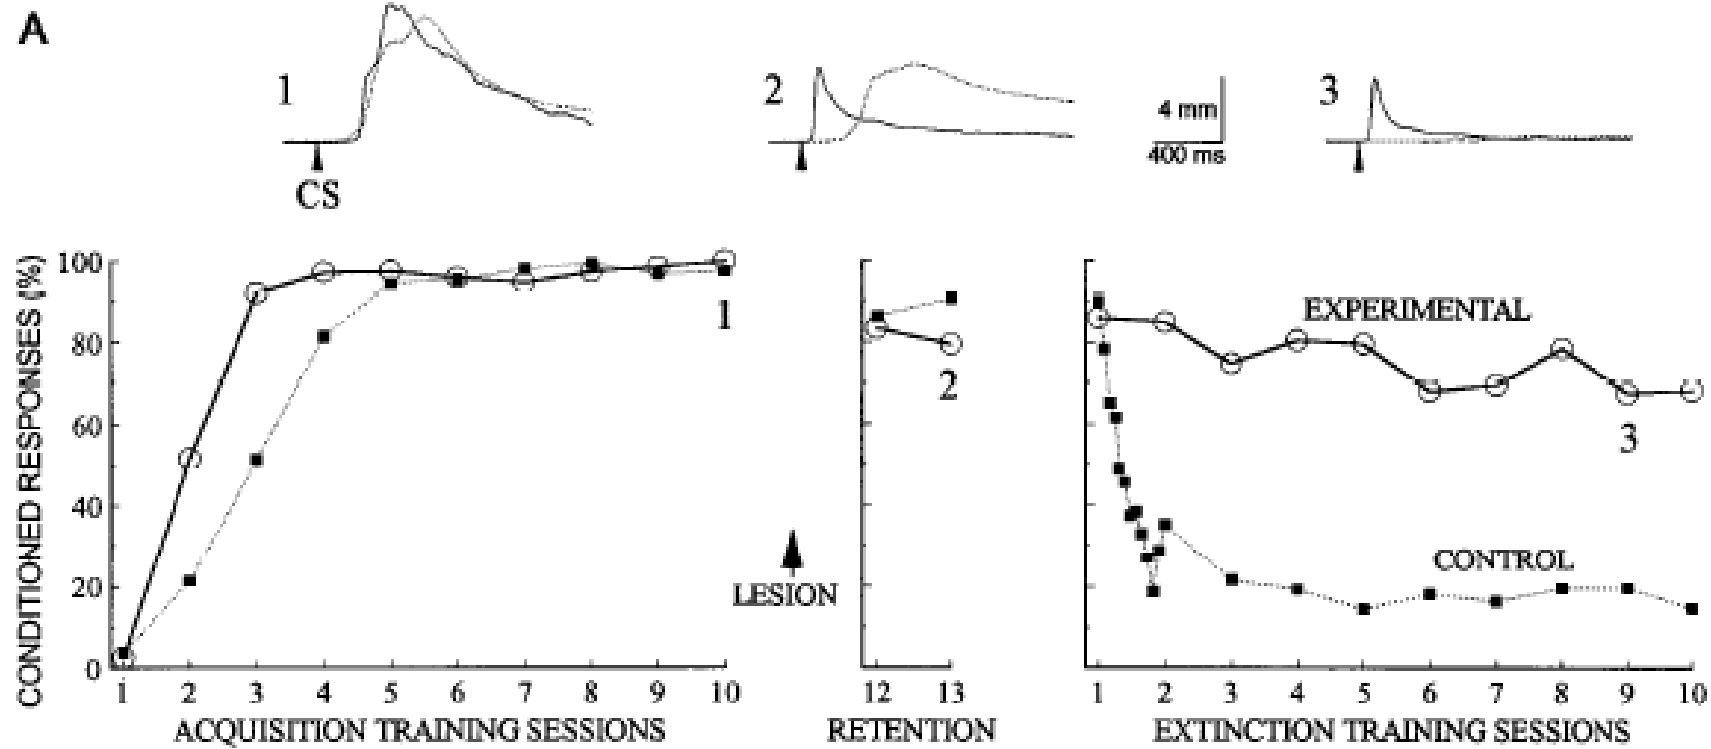 A
1
CS
2
4 mm
400 ms
3
CONDITIONED RESPONSES (%)
100
80
60
40
20
0
1 2 3 4 5 6 7 8 9 10
ACQUISITION TRAINING SESSIONS
1
LESION
2
12 13
RETENTION
EXPERIMENTAL
3
CONTROL
1 2 3 4 5 6 7 8 9 10
EXTINCTION TRAINING SESSIONS